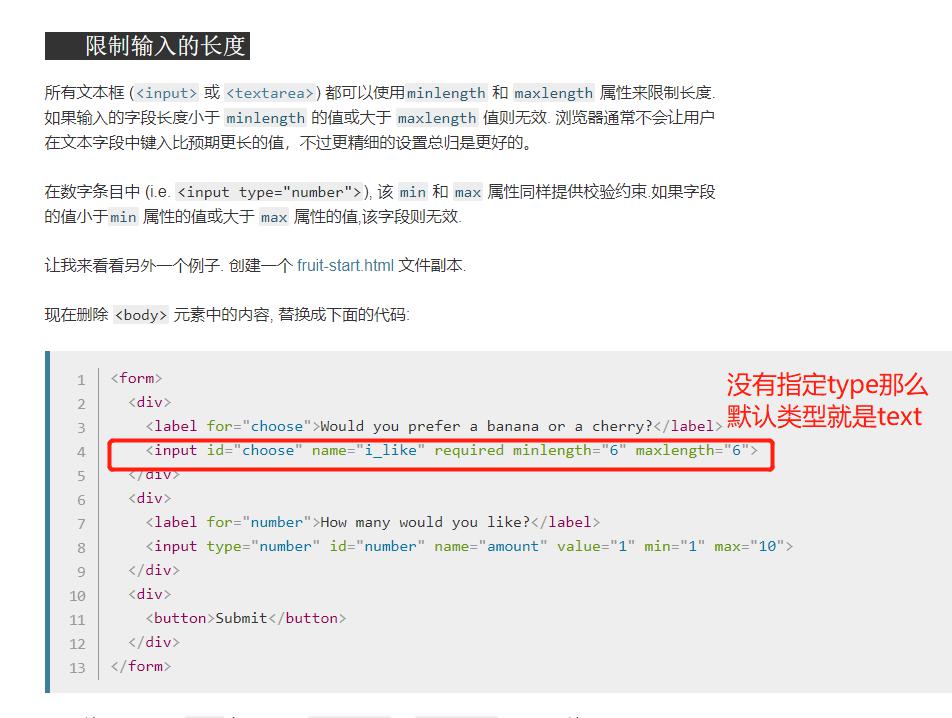 限制输入的长度
所有文本框 (<input> 或 <textarea>) 都可以使用minlength 和 maxlength 属性来限制长度.
如果输入的字段长度小于 minlength 的值或大于 maxlength 值则无效. 浏览器通常不会让用户
在文本字段中键入比预期更长的值，不过更精细的设置总归是更好的。
在数字条目中 (i.e. <input type="number">), 该 min 和 max 属性同样提供校验约束.如果字段
的值小于min 属性的值或大于 max 属性的值,该字段则无效.
让我来看看另外一个例子. 创建一个 fruit-start.html 文件副本.
现在删除 <body> 元素中的内容, 替换成下面的代码:
没有指定type那么
默认类型就是text
1 <form>
2 <div>
3 <label for="choose">Would you prefer a banana or a cherry?</label>
4 <input id="choose" name="i_like" required minlength="6" maxlength="6">
5 </div>
6 <div>
7 <label for="number">How many would you like?</label>
8 <input type="number" id="number" name="amount" value="1" min="1" max="10">
9 </div>
10 <div>
11 <button>Submit</button>
12 </div>
13 </form>